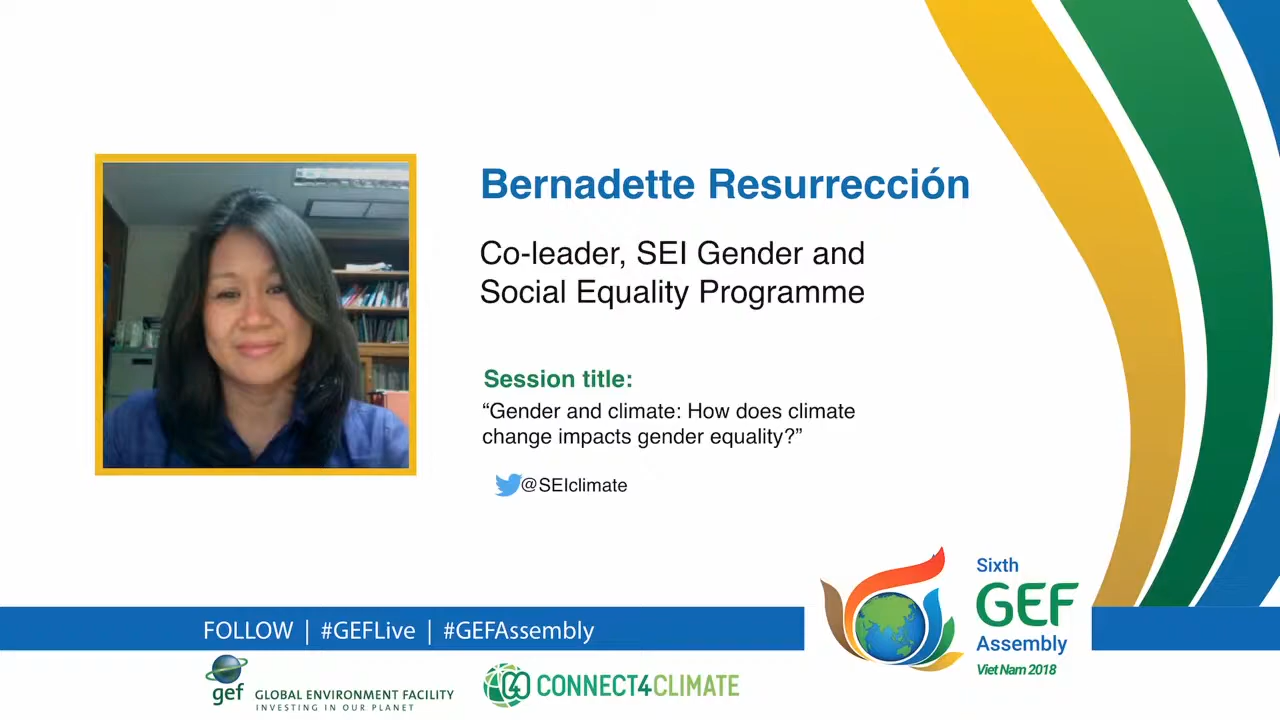 Bernadette Resurrección
Co-leader, SEI Gender and
Social Equality Programme
Session title:
“Gender and climate: How does climate
change impacts gender equality?”
@SEIclimate
Sixth
GEF
Assembly
Viet Nam 2018
FOLLOW | #GEFLive | #GEFAssembly
gef
GLOBAL ENVIRONMENT FACILITY
INVESTING IN OUR PLANET
C4C CONNECT4CLIMATE